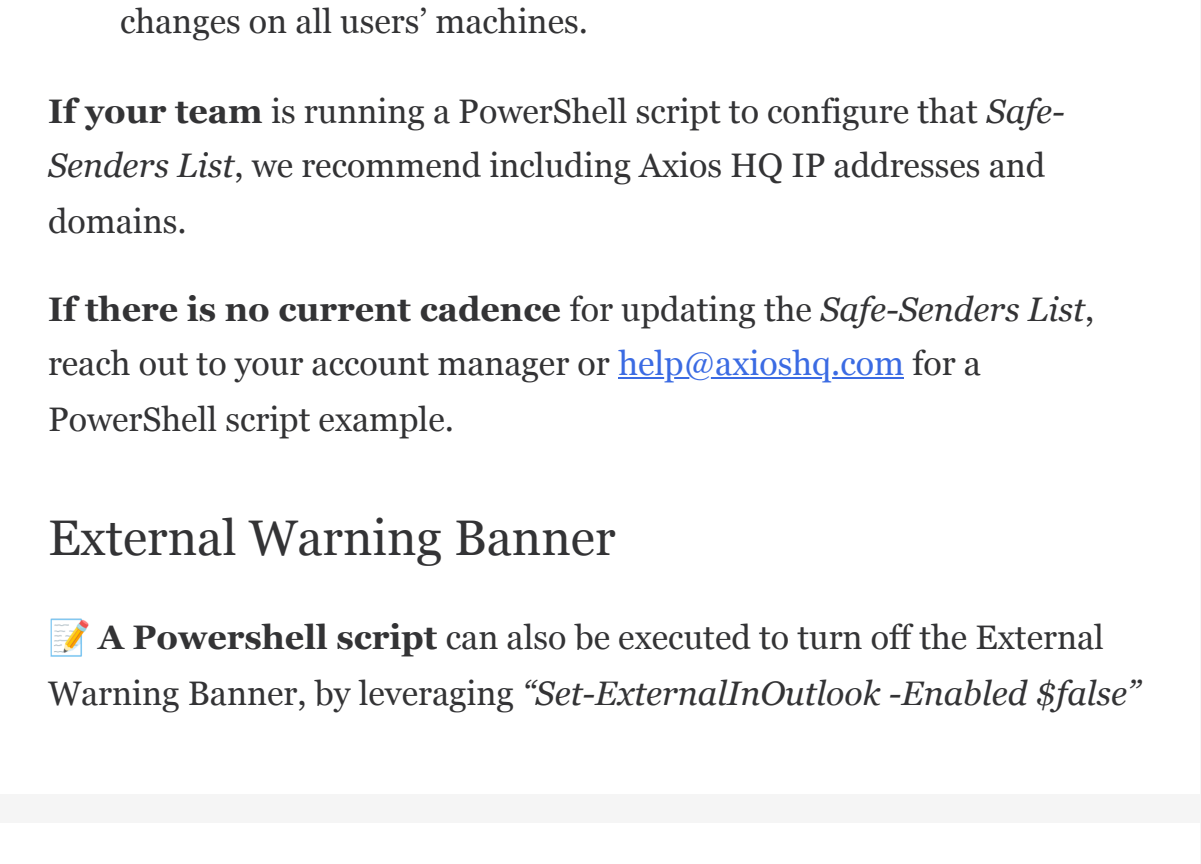 changes on all users’ machines.
If your team is running a PowerShell script to configure that Safe-
Senders List, we recommend including Axios HQ IP addresses and
domains.
If there is no current cadence for updating the Safe-Senders List,
reach out to your account manager or help@axioshq.com for a
PowerShell script example.
External Warning Banner
📝 A Powershell script can also be executed to turn off the External
Warning Banner, by leveraging “Set-ExternalInOutlook -Enabled $false”